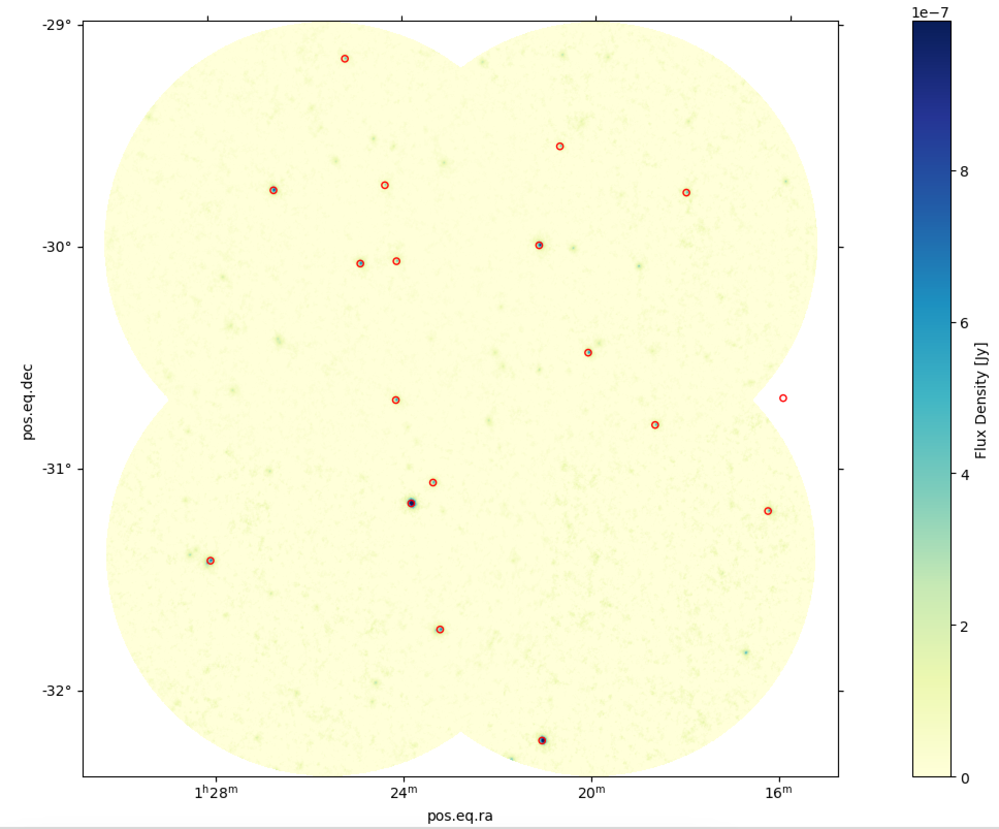 1e−7
-29°
8
-30°
6
pos.eq.dec
Flux Density [Jy]
4
-31°
2
-32°
0
1ʰ28ᵐ
24ᵐ
20ᵐ
16ᵐ
pos.eq.ra